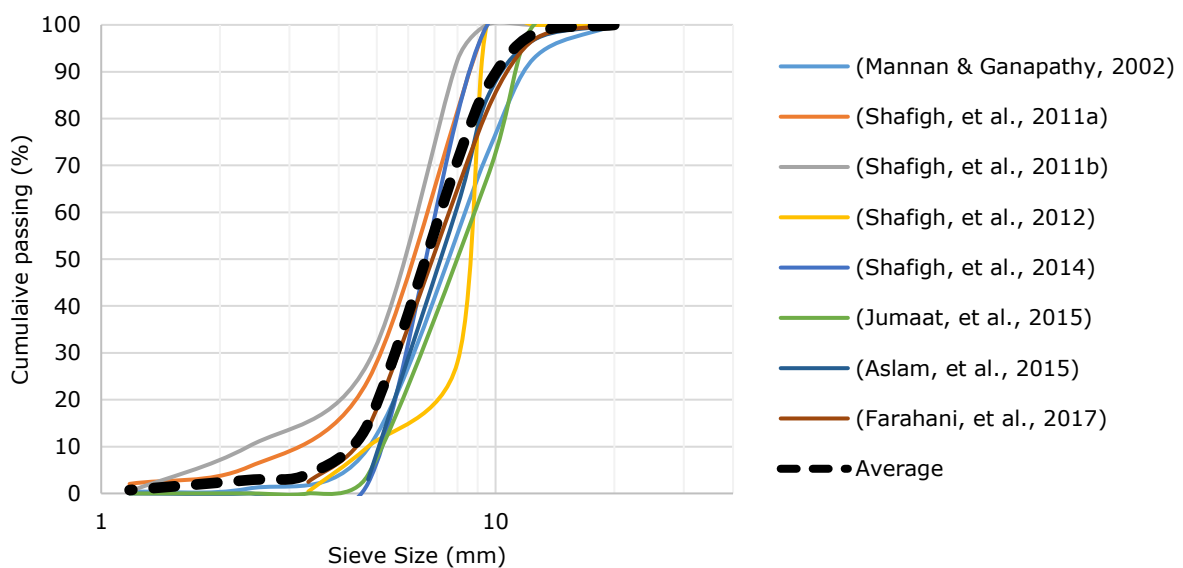 100
90
80
70
60
50
40
30
20
10
0
Cumulaive passing (%)
1
10
Sieve Size (mm)
(Mannan & Ganapathy, 2002)
(Shafigh, et al., 2011a)
(Shafigh, et al., 2011b)
(Shafigh, et al., 2012)
(Shafigh, et al., 2014)
(Jumaat, et al., 2015)
(Aslam, et al., 2015)
(Farahani, et al., 2017)
Average